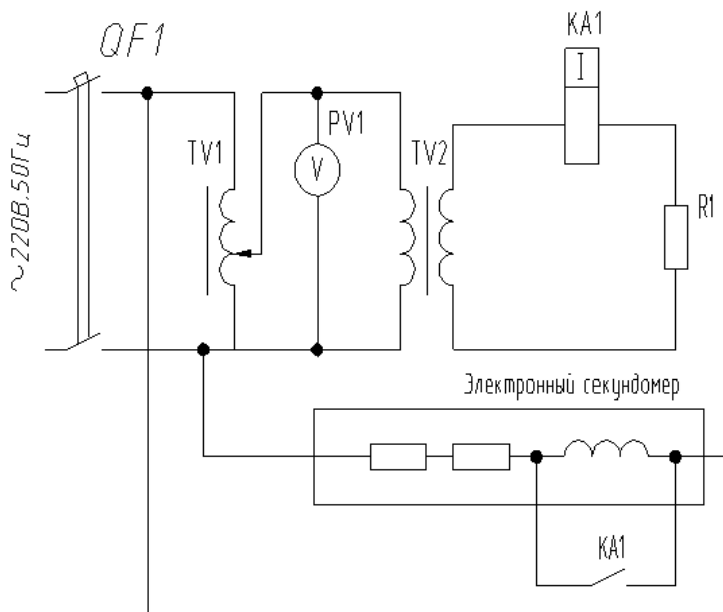 QF1
KA1
I
~220В.50Гц
TV1
PV1
V
TV2
R1
Электронный секундомер
KA1